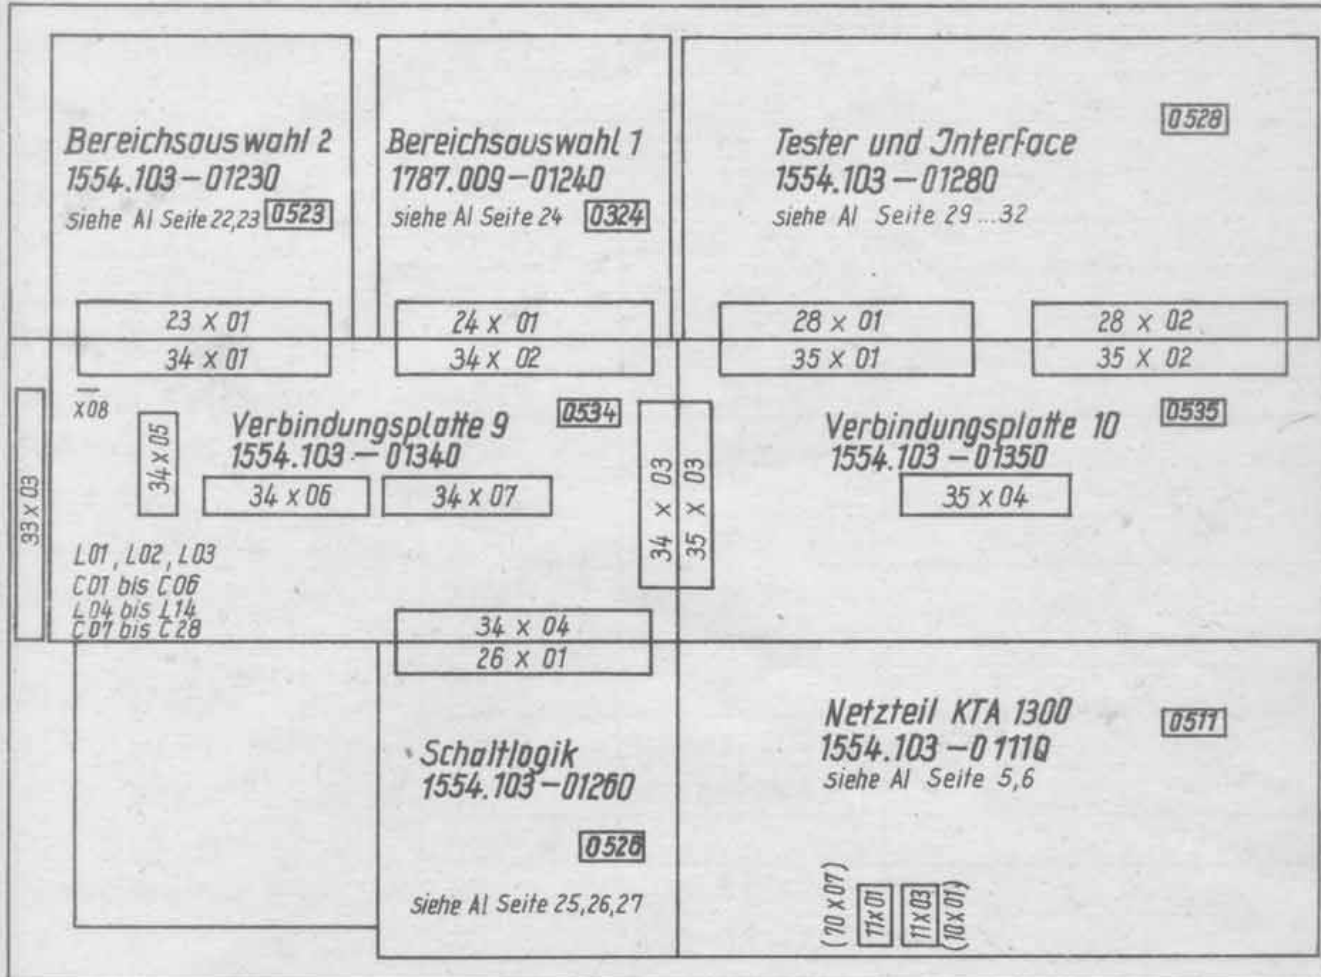 Bereichsauswahl 2
1554.103-01230
siehe Al Seite 22,23 0523
23 X 01
34 X 01
Bereichsauswahl 1
1787.009-01240
siehe Al Seite 24 0324
24 X 01
34 X 02
Tester und Interface
1554.103-01280
siehe Al Seite 29...32
0528
28 X 01
35 X 01
28 X 02
35 X 02
33 X 03
X08
34 X 05
Verbindungsplatte 9
1554.103-01340
0534
34 X 06
34 X 07
L01, L02, L03
C01 bis C06
L04 bis L14
C07 bis C28
34 X 03
35 X 03
Verbindungsplatte 10
1554.103-01350
0535
35 X 04
34 X 04
26 X 01
Schaltlogik
1554.103-01260
0526
siehe Al Seite 25,26,27
Netzteil KTA 1300
1554.103-01110
siehe Al Seite 5,6
0511
(10 X 07)
11X01
11X03
(10X01)